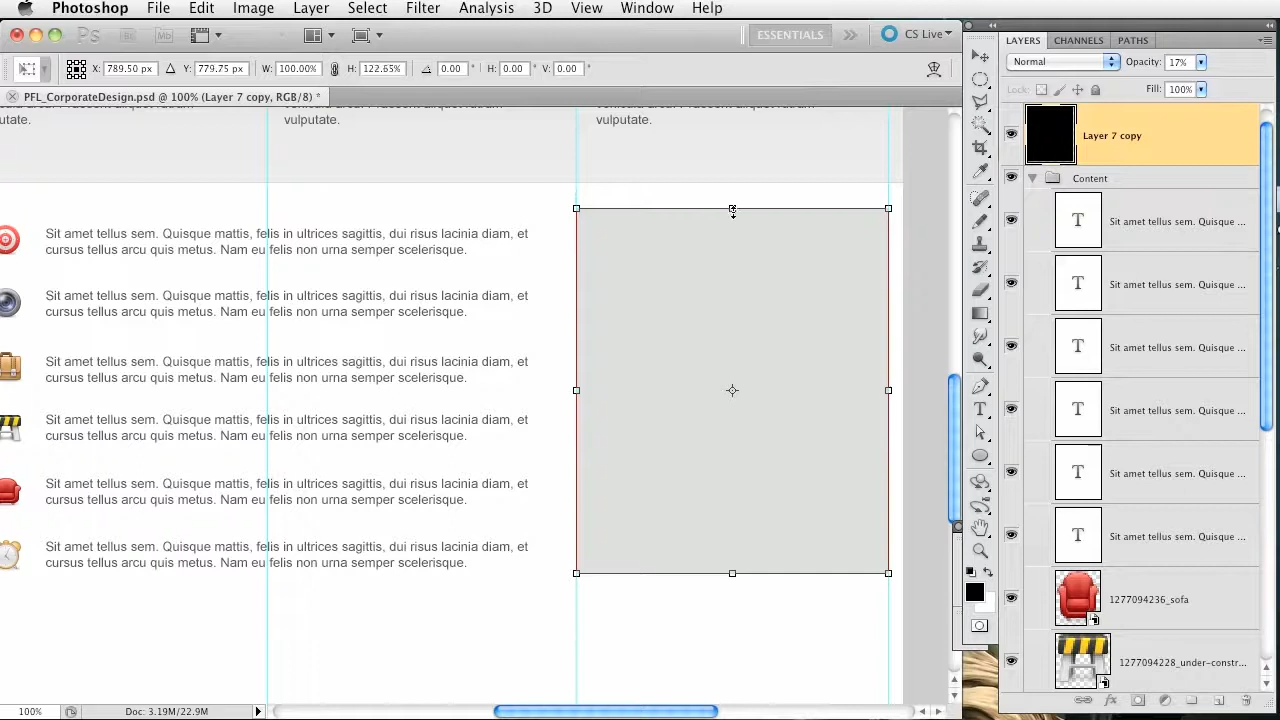 Photoshop File Edit Image Layer Select Filter Analysis 3D View Window Help
Ps Br Mb ESSENTIALS CS Live
X: 789.50 px Y: 779.75 px W: 100.00% H: 122.65% 0.00 ° H: 0.00 ° V: 0.00 °
PFL_CorporateDesign.psd @ 100% (Layer 7 copy, RGB/8) *
utate.
vulputate.
vulputate.
Sit amet tellus sem. Quisque mattis, felis in ultrices sagittis, dui risus lacinia diam, et
cursus tellus arcu quis metus. Nam eu felis non urna semper scelerisque.
Sit amet tellus sem. Quisque mattis, felis in ultrices sagittis, dui risus lacinia diam, et
cursus tellus arcu quis metus. Nam eu felis non urna semper scelerisque.
Sit amet tellus sem. Quisque mattis, felis in ultrices sagittis, dui risus lacinia diam, et
cursus tellus arcu quis metus. Nam eu felis non urna semper scelerisque.
Sit amet tellus sem. Quisque mattis, felis in ultrices sagittis, dui risus lacinia diam, et
cursus tellus arcu quis metus. Nam eu felis non urna semper scelerisque.
Sit amet tellus sem. Quisque mattis, felis in ultrices sagittis, dui risus lacinia diam, et
cursus tellus arcu quis metus. Nam eu felis non urna semper scelerisque.
Sit amet tellus sem. Quisque mattis, felis in ultrices sagittis, dui risus lacinia diam, et
cursus tellus arcu quis metus. Nam eu felis non urna semper scelerisque.
100% Doc: 3.19M/22.9M
LAYERS CHANNELS PATHS
Normal Opacity: 17%
Lock: Fill: 100%
Layer 7 copy
Content
T Sit amet tellus sem. Quisque ...
T Sit amet tellus sem. Quisque ...
T Sit amet tellus sem. Quisque ...
T Sit amet tellus sem. Quisque ...
T Sit amet tellus sem. Quisque ...
T Sit amet tellus sem. Quisque ...
1277094236_sofa
1277094228_under-constr...